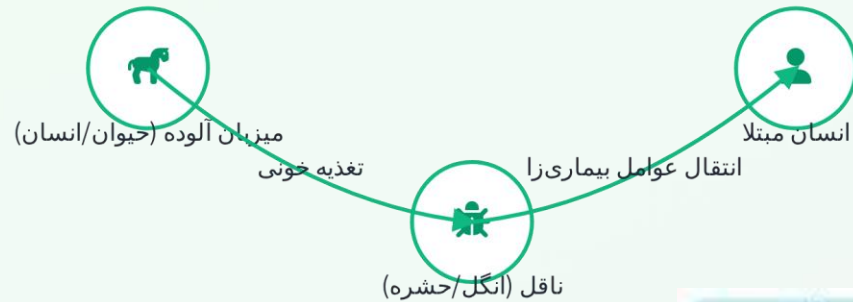 میزبان آلوده (حیوان/انسان)
تغذیه خونی
ناقل (انگل/حشره)
انتقال عوامل بیماری‌زا
انسان مبتلا